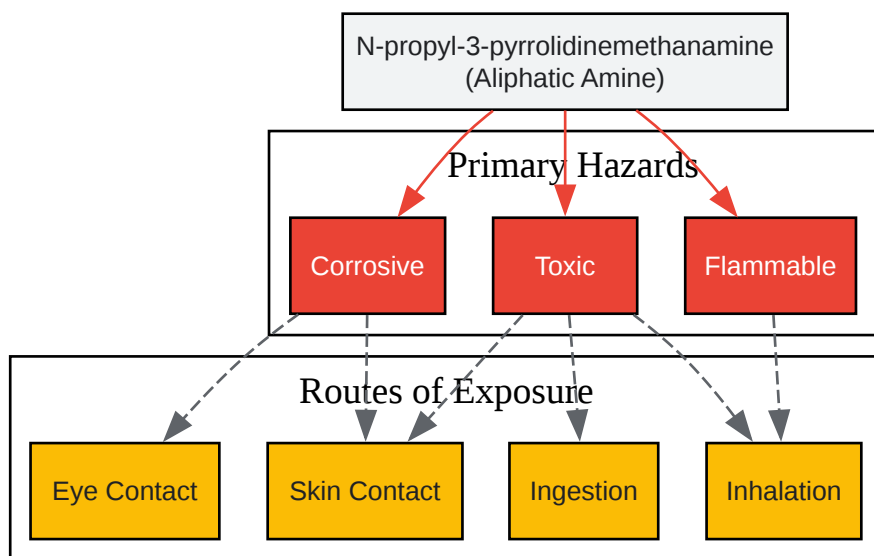 N-propyl-3-pyrrolidinemethanamine
(Aliphatic Amine)
Primary Hazards
Corrosive
Toxic
Flammable
Routes of Exposure
Eye Contact
Skin Contact
Ingestion
Inhalation